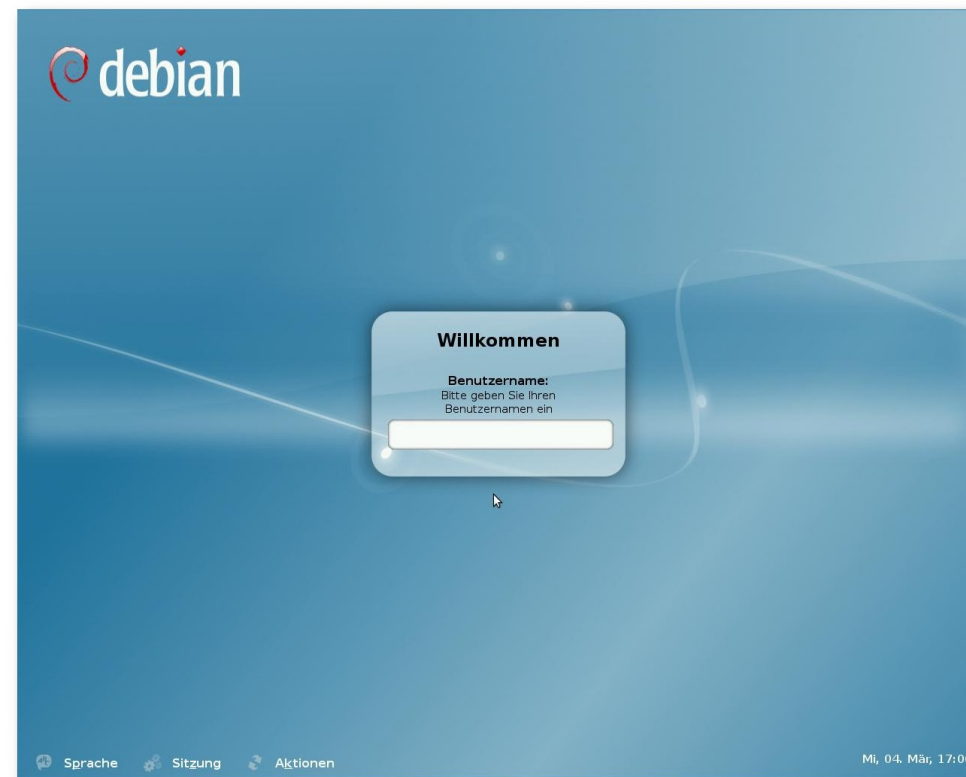 debian
Willkommen
Benutzername:
Bitte geben Sie Ihren
Benutzernamen ein
Sprache Sitzung Aktionen
Mi, 04. Mär, 17:0